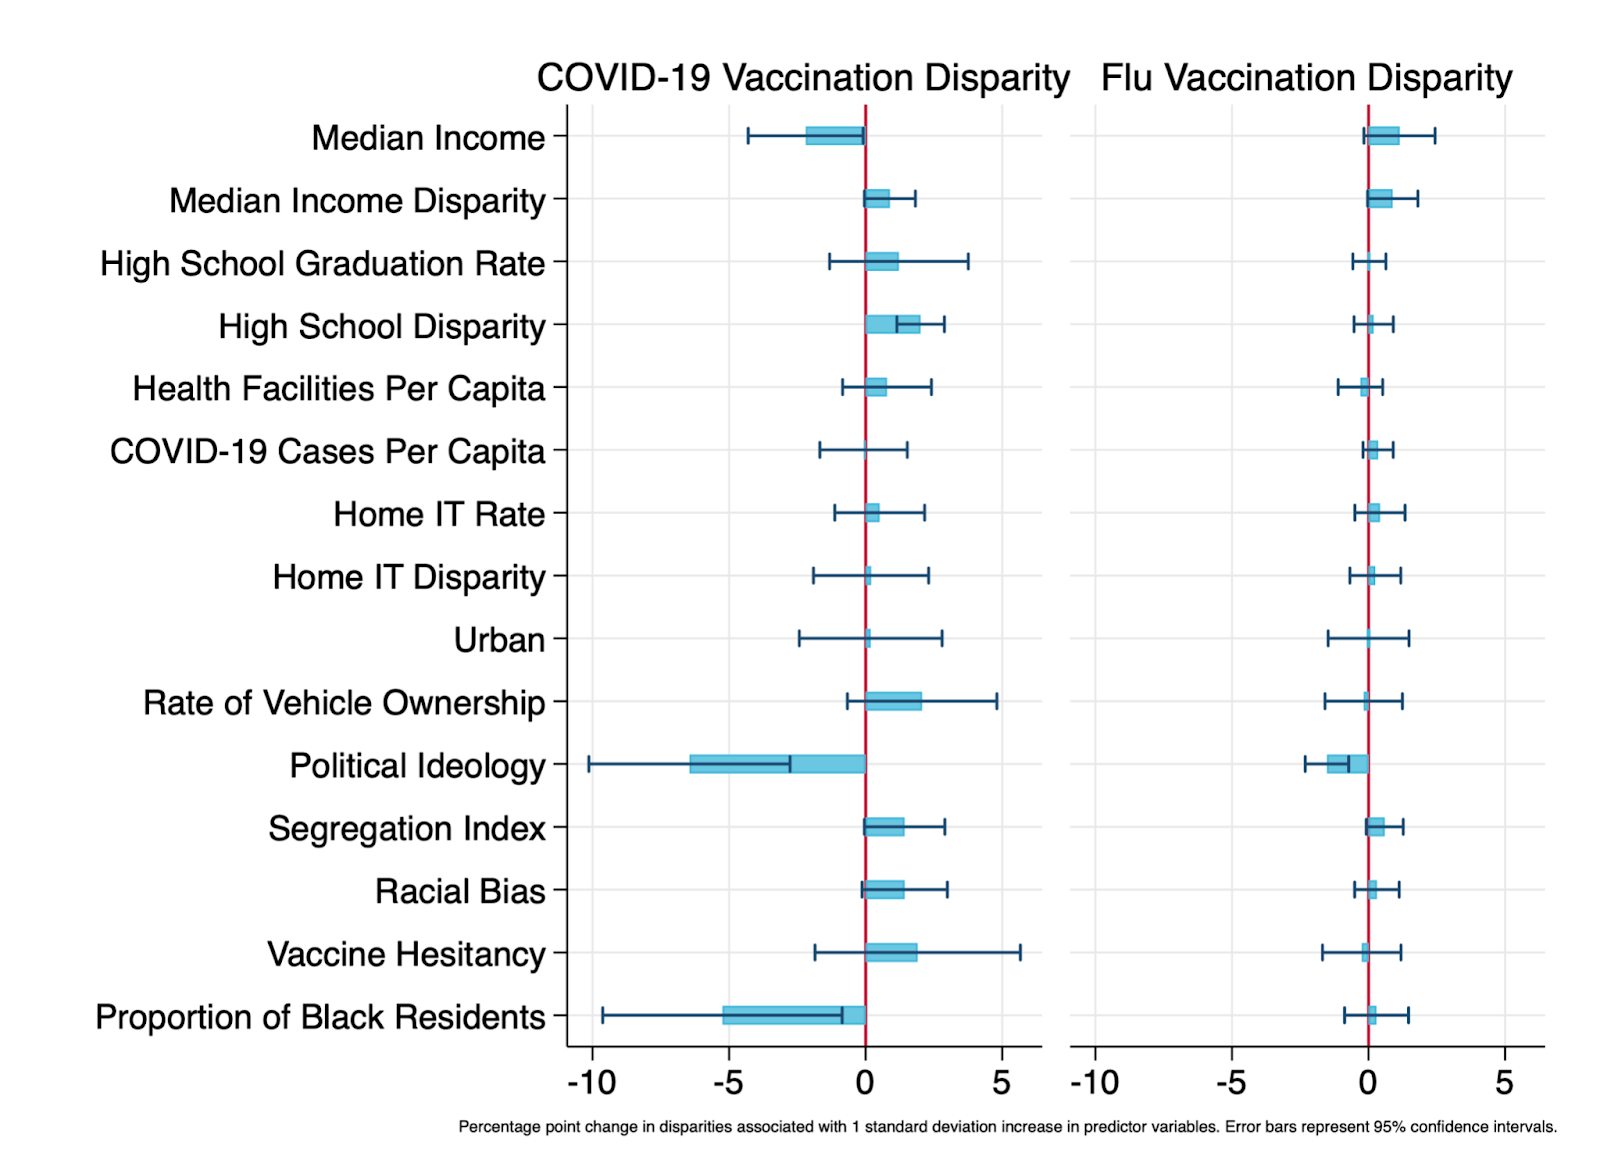 COVID-19 Vaccination Disparity Flu Vaccination Disparity
Median Income
Median Income Disparity
High School Graduation Rate
High School Disparity
Health Facilities Per Capita
COVID-19 Cases Per Capita
Home IT Rate
Home IT Disparity
Urban
Rate of Vehicle Ownership
Political Ideology
Segregation Index
Racial Bias
Vaccine Hesitancy
Proportion of Black Residents
-10 -5 0 5 -10 -5 0 5
Percentage point change in disparities associated with 1 standard deviation increase in predictor variables. Error bars represent 95% confidence intervals.